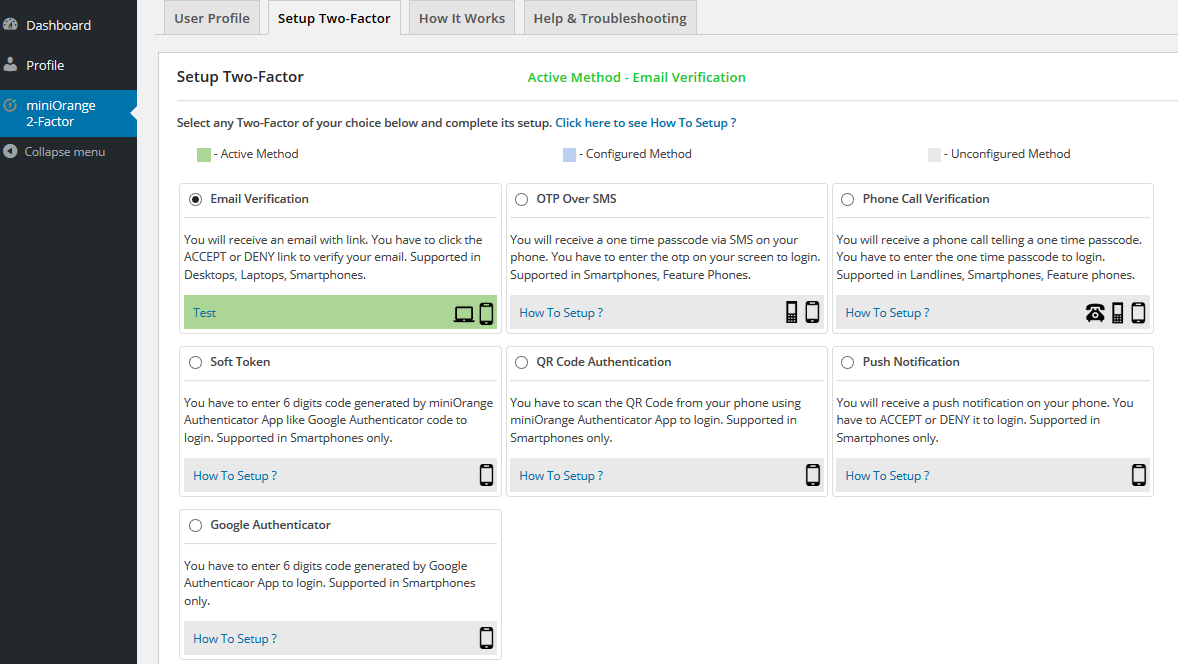 Dashboard
Profile
miniOrange
2-Factor
Collapse menu
User Profile
Setup Two-Factor
How It Works
Help & Troubleshooting
Setup Two-Factor
Active Method - Email Verification
Select any Two-Factor of your choice below and complete its setup. Click here to see How To Setup ?
- Active Method
- Configured Method
- Unconfigured Method
Email Verification
You will receive an email with link. You have to click the
ACCEPT or DENY link to verify your email. Supported in
Desktops, Laptops, Smartphones.
Test
OTP Over SMS
You will receive a one time passcode via SMS on your
phone. You have to enter the otp on your screen to login.
Supported in Smartphones, Feature Phones.
How To Setup ?
Phone Call Verification
You will receive a phone call telling a one time passcode.
You have to enter the one time passcode to login.
Supported in Landlines, Smartphones, Feature phones.
How To Setup ?
Soft Token
You have to enter 6 digits code generated by miniOrange
Authenticator App like Google Authenticator code to
login. Supported in Smartphones only.
How To Setup ?
QR Code Authentication
You have to scan the QR Code from your phone using
miniOrange Authenticator App to login. Supported in
Smartphones only.
How To Setup ?
Push Notification
You will receive a push notification on your phone. You
have to ACCEPT or DENY it to login. Supported in
Smartphones only.
How To Setup ?
Google Authenticator
You have to enter 6 digits code generated by Google
Authenticaor App to login. Supported in Smartphones
only.
How To Setup ?